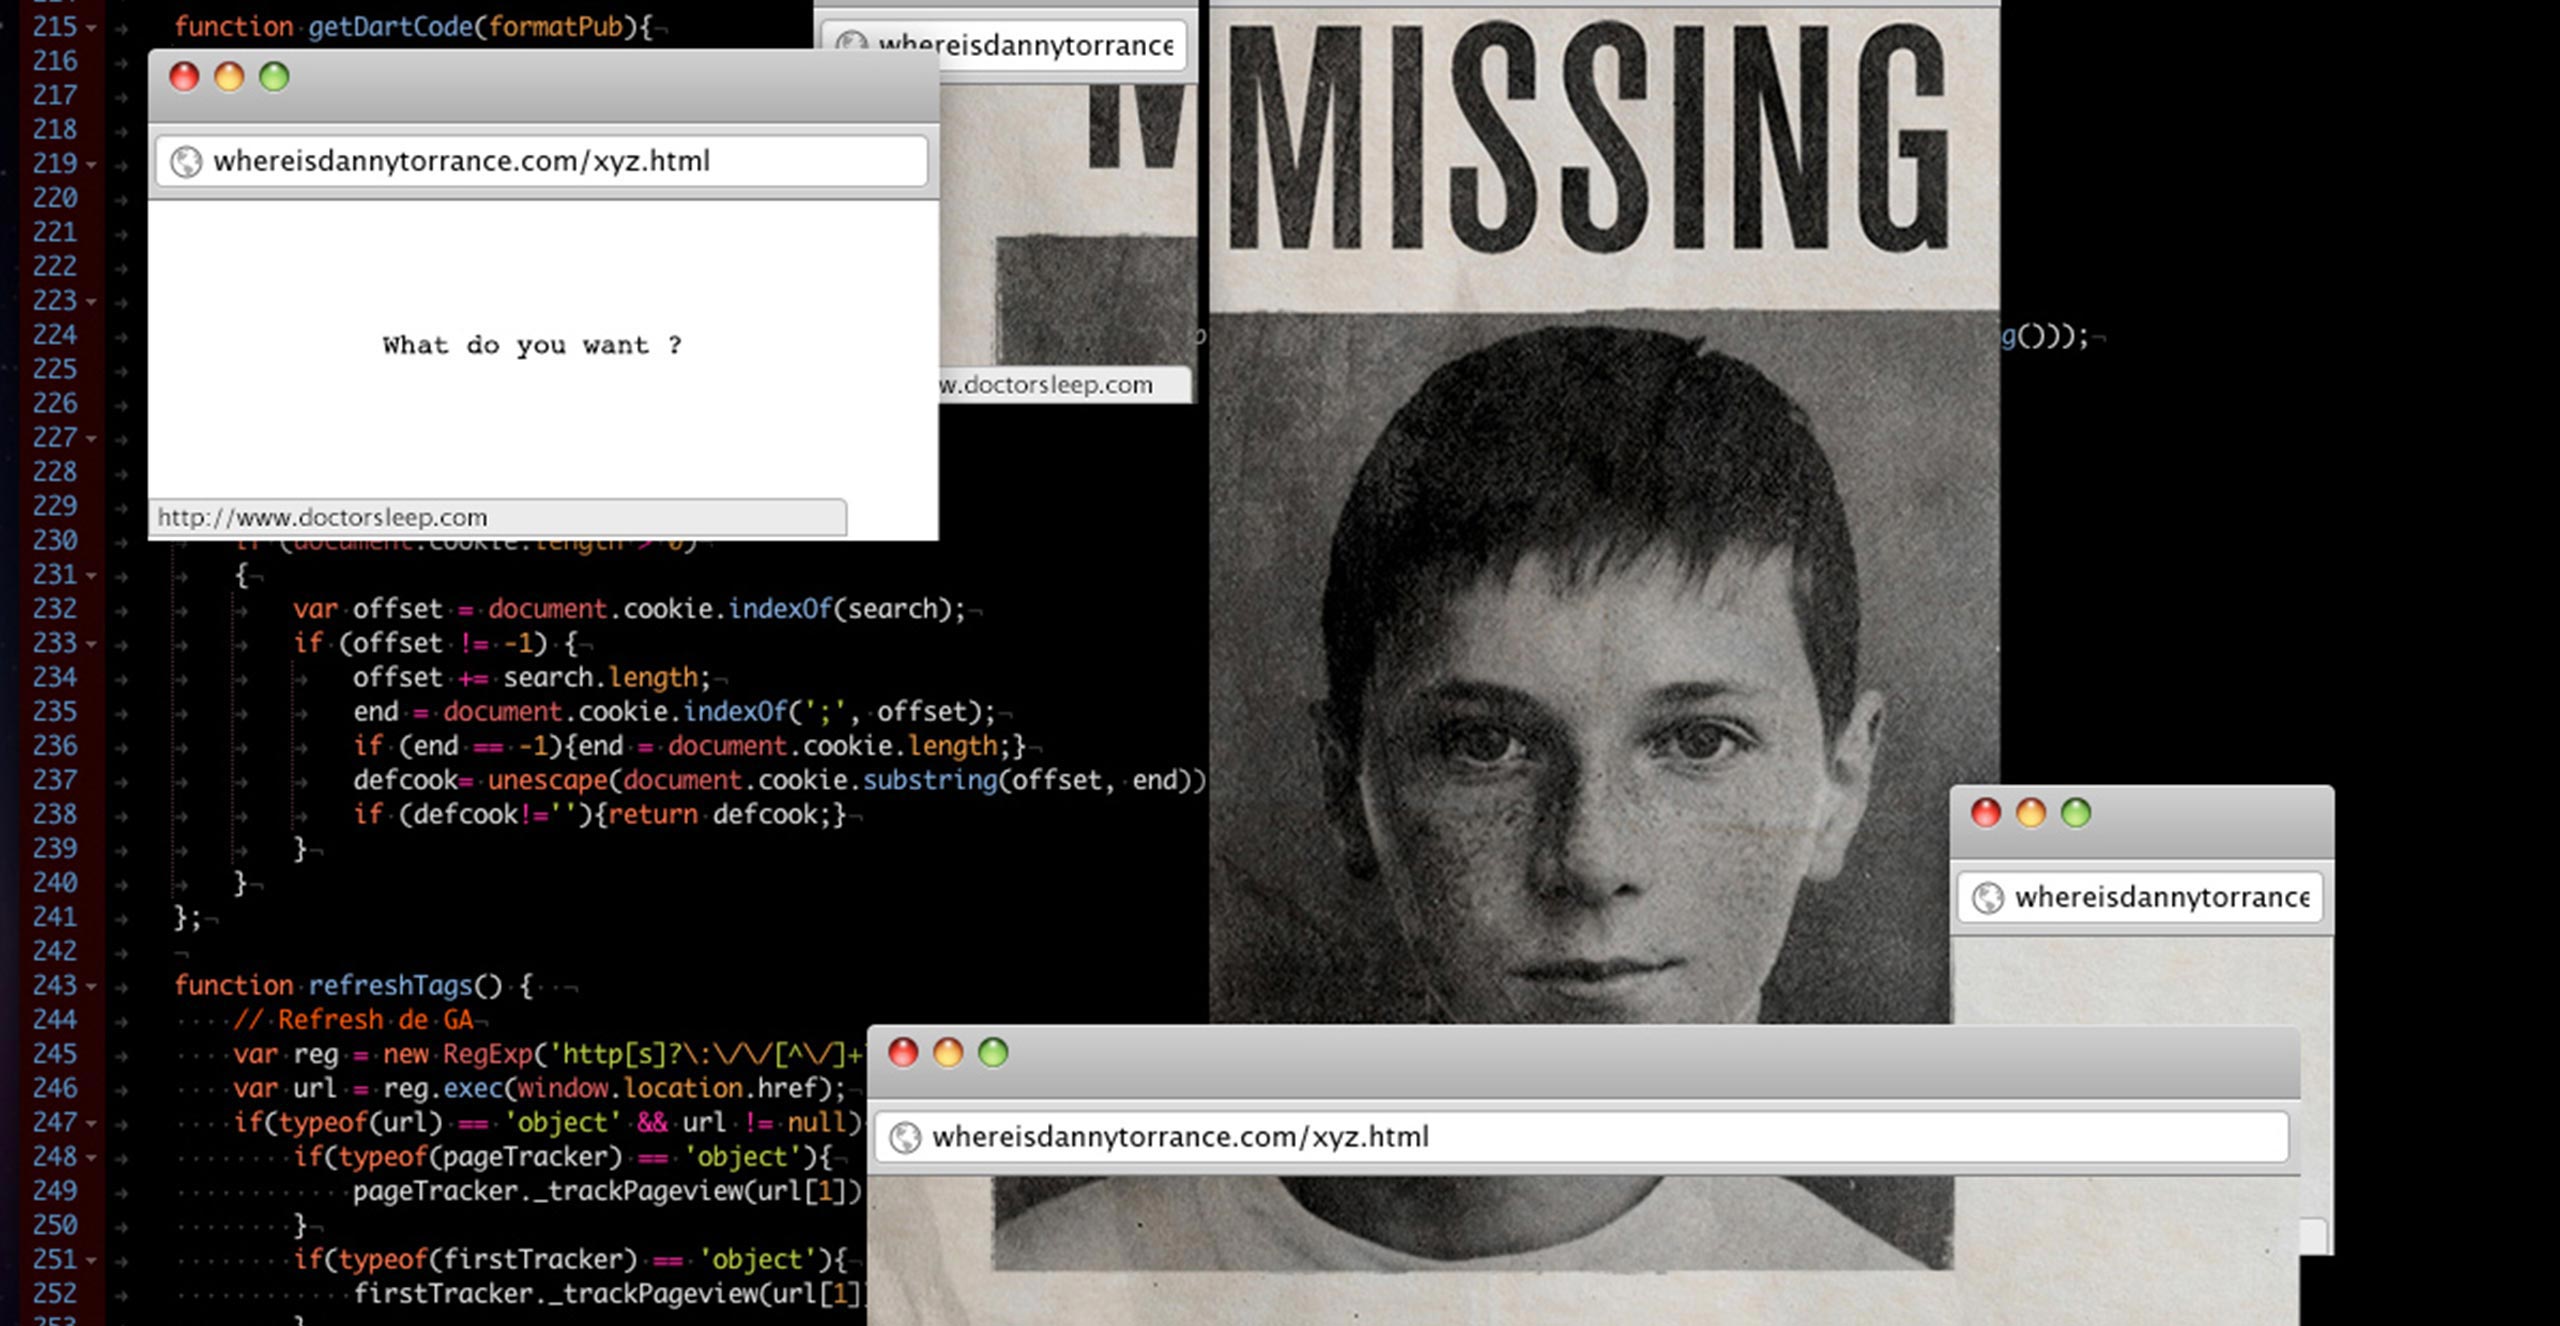 215 function getDartCode(formatPub){
216
217
218
219
220
221
222
223
224 g()));
225
226
227
228
229
230 if (document.cookie.length > 0)
231 {
232 var offset = document.cookie.indexOf(search);
233 if (offset != -1) {
234 offset += search.length;
235 end = document.cookie.indexOf(';', offset);
236 if (end == -1){end = document.cookie.length;}
237 defcook= unescape(document.cookie.substring(offset, end))
238 if (defcook!=''){return defcook;}
239 }
240 }
241 };
242
243 function refreshTags() {
244 // Refresh de GA
245 var reg = new RegExp('http[s]?\:\/\/[^\/]+
246 var url = reg.exec(window.location.href);
247 if(typeof(url) == 'object' && url != null)
248 if(typeof(pageTracker) == 'object'){
249 pageTracker._trackPageview(url[1])
250 }
251 if(typeof(firstTracker) == 'object'){
252 firstTracker._trackPageview(url[1]
253 }
whereisdannytorrance.com/xyz.html
What do you want ?
http://www.doctorsleep.com
whereisdannytorrance
M
w.doctorsleep.com
MISSING
whereisdannytorrance
whereisdannytorrance.com/xyz.html